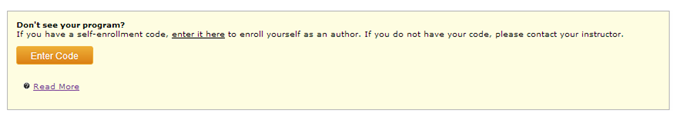 Don't see your program?
If you have a self-enrollment code, enter it here to enroll yourself as an author. If you do not have your code, please contact your instructor.
Enter Code
Read More